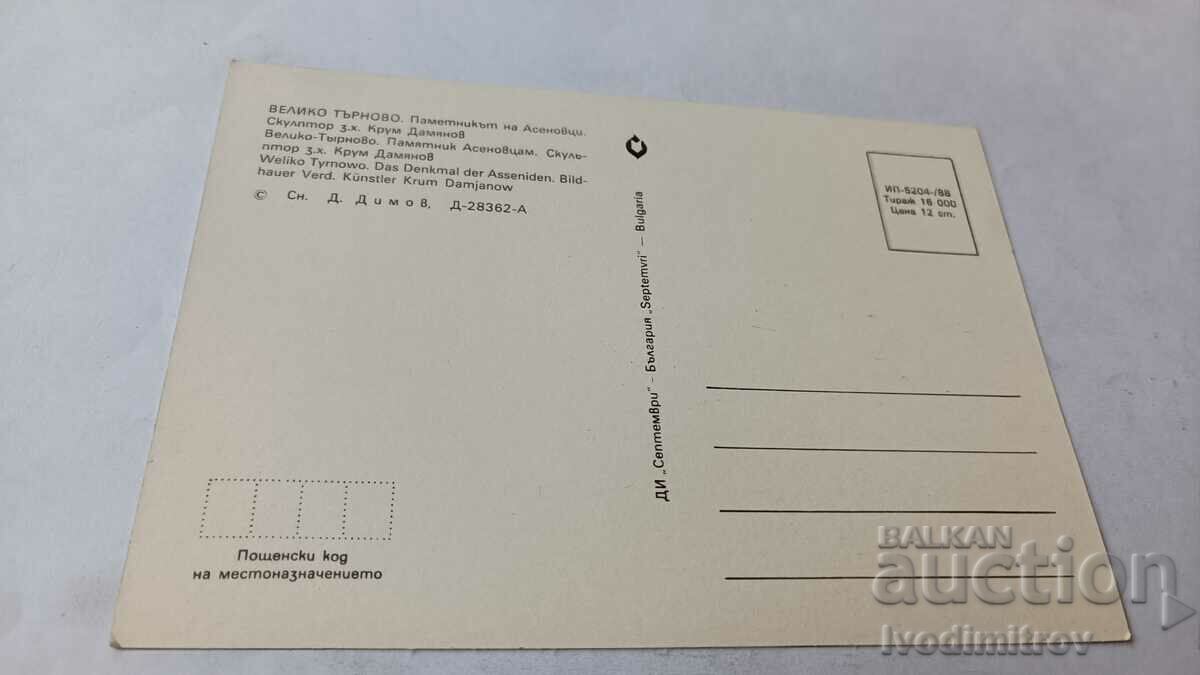 ВЕЛИКО ТЪРНОВО. Паметникът на Асеновци.
Скулптор з.х. Крум Дамянов
Велико-Тырново. Памятник Асеновцам. Скуль-
птор з.х. Крум Дамянов
Weliko Tyrnowo. Das Denkmal der Asseniden. Bild-
hauer Verd. Künstler Krum Damjanow
© Сн. Д. Димов, Д-28362-А
ДИ „Септември" – България „Septemvri" – Bulgaria
ИП-5204-/88
Тираж 16 000
Цена 12 ст.
Пощенски код
на местоназначението
BALKAN
auction
Ivodimitrov